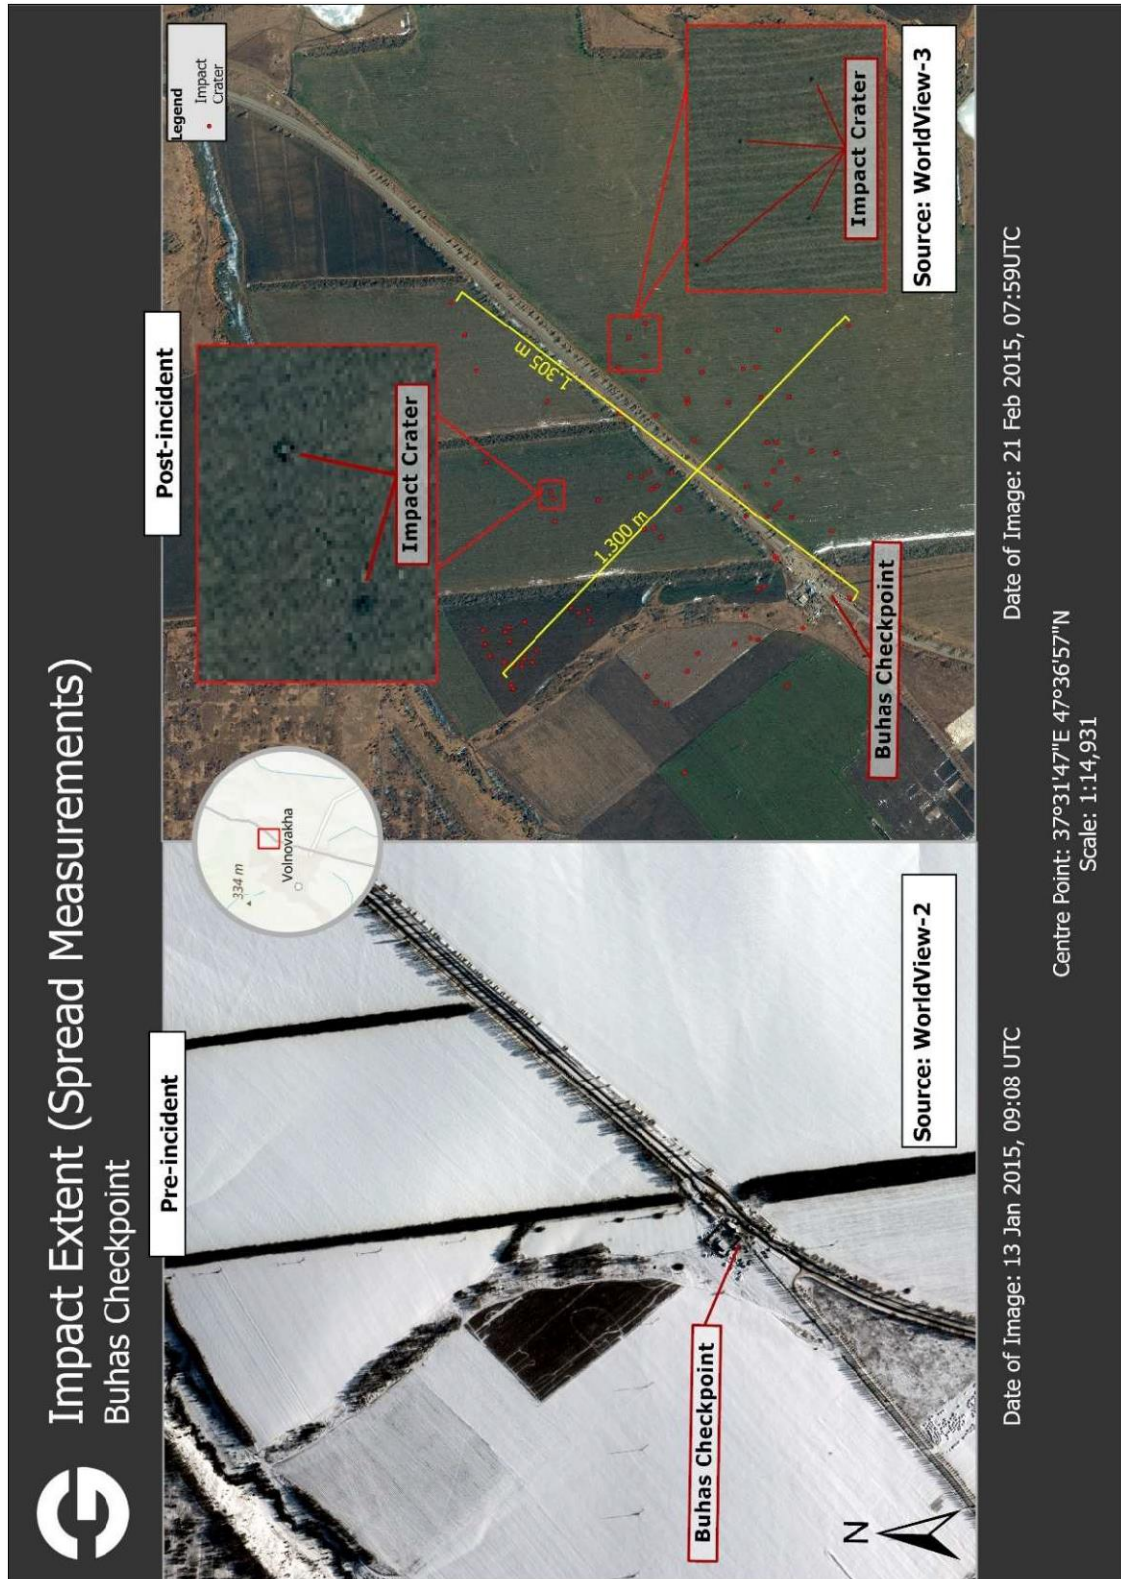 Impact Extent (Spread Measurements)
Buhas Checkpoint
Pre-incident
334 m
Volnovakha
Buhas Checkpoint
N
Source: WorldView-2
Date of Image: 13 Jan 2015, 09:08 UTC
Post-incident
Legend
Impact
Crater
Impact Crater
1.305 m
1.300 m
Impact Crater
Buhas Checkpoint
Source: WorldView-3
Date of Image: 21 Feb 2015, 07:59UTC
Centre Point: 37°31'47"E 47°36'57"N
Scale: 1:14,931